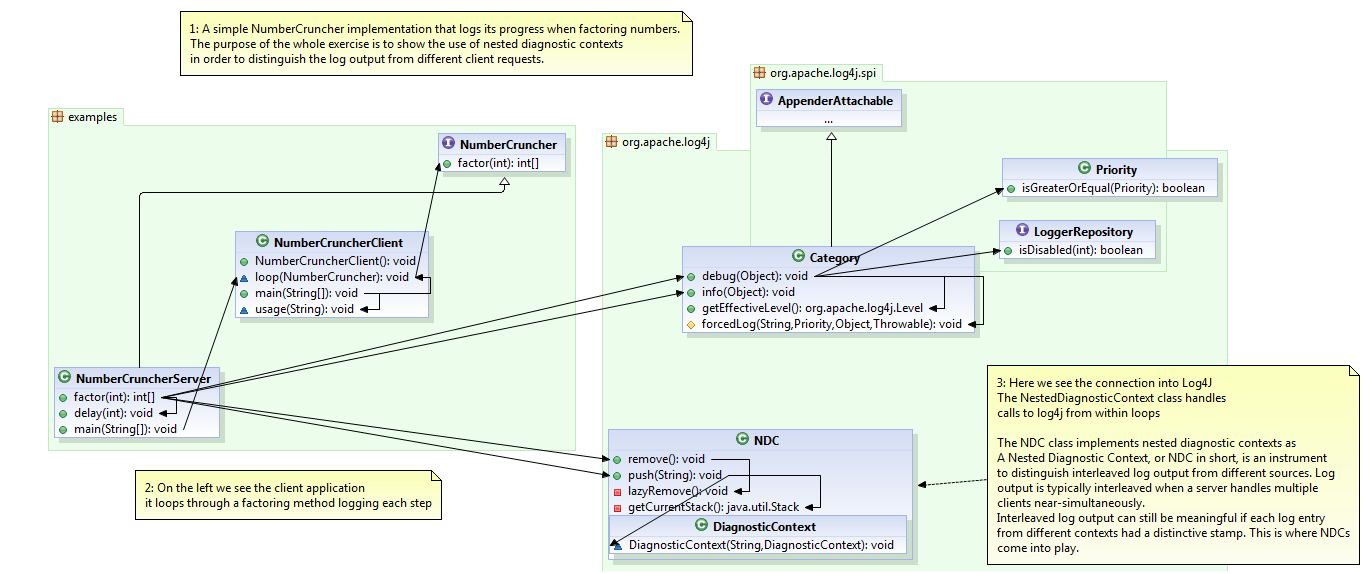 1: A simple NumberCruncher implementation that logs its progress when factoring numbers.
The purpose of the whole exercise is to show the use of nested diagnostic contexts
in order to distinguish the log output from different client requests.
org.apache.log4j.spi
I AppenderAttachable
...
examples
I NumberCruncher
factor(int): int[]
org.apache.log4j
C Priority
isGreaterOrEqual(Priority): boolean
I LoggerRepository
isDisabled(int): boolean
C NumberCruncherClient
NumberCruncherClient(): void
loop(NumberCruncher): void
main(String[]): void
usage(String): void
C Category
debug(Object): void
info(Object): void
getEffectiveLevel(): org.apache.log4j.Level
forcedLog(String,Priority,Object,Throwable): void
C NumberCruncherServer
factor(int): int[]
delay(int): void
main(String[]): void
2: On the left we see the client application
it loops through a factoring method logging each step
C NDC
remove(): void
push(String): void
lazyRemove(): void
getCurrentStack(): java.util.Stack
C DiagnosticContext
DiagnosticContext(String,DiagnosticContext): void
3: Here we see the connection into Log4J
The NestedDiagnosticContext class handles
calls to log4j from within loops
The NDC class implements nested diagnostic contexts as
A Nested Diagnostic Context, or NDC in short, is an instrument
to distinguish interleaved log output from different sources. Log
output is typically interleaved when a server handles multiple
clients near-simultaneously.
Interleaved log output can still be meaningful if each log entry
from different contexts had a distinctive stamp. This is where NDCs
come into play.